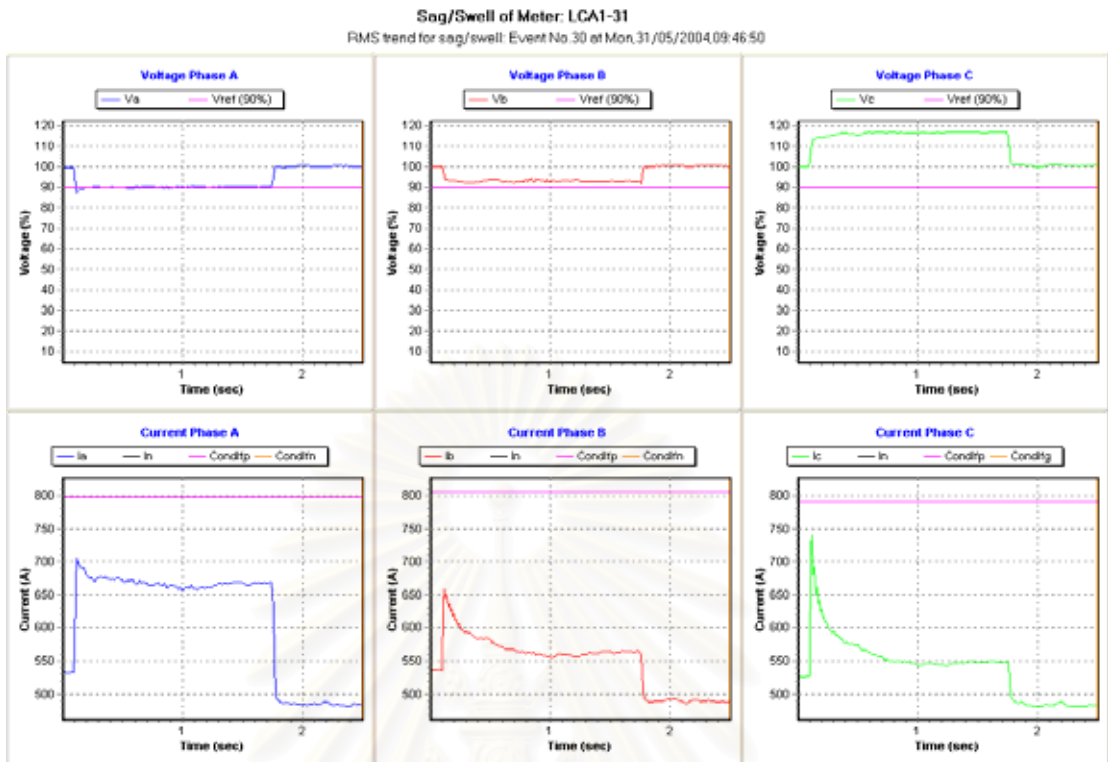 Sag/Swell of Meter: LCA1-31
RMS trend for sag/swell: Event No.30 at Mon,31/05/2004,09:46:50
Voltage Phase A
Va Vref (90%)
120
110
100
90
80
70
60
50
40
30
20
10
Voltage (%)
1 2
Time (sec)
Voltage Phase B
Vb Vref (90%)
120
110
100
90
80
70
60
50
40
30
20
10
Voltage (%)
1 2
Time (sec)
Voltage Phase C
Vc Vref (90%)
120
110
100
90
80
70
60
50
40
30
20
10
Voltage (%)
1 2
Time (sec)
Current Phase A
Ia In Conditp Conditn
800
750
700
650
600
550
500
Current (A)
1 2
Time (sec)
Current Phase B
Ib In Conditp Conditn
800
750
700
650
600
550
500
Current (A)
1 2
Time (sec)
Current Phase C
Ic In Conditp Conditg
800
750
700
650
600
550
500
Current (A)
1 2
Time (sec)